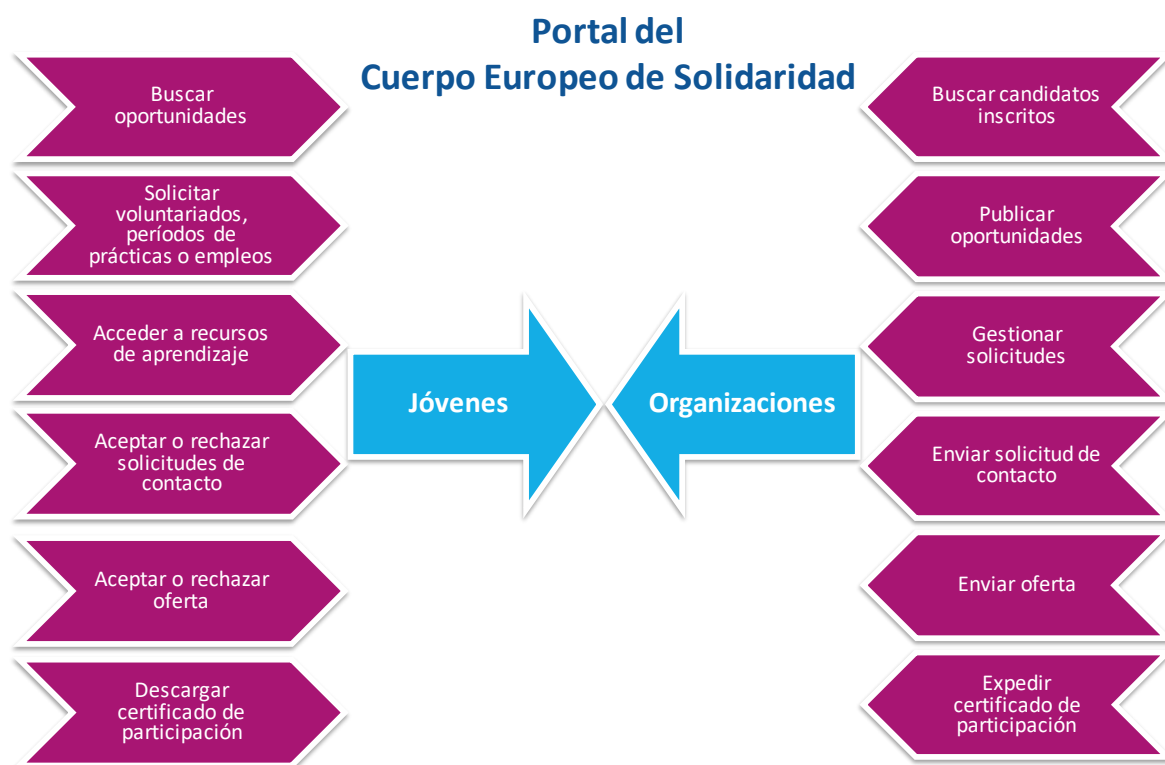 Portal del
Cuerpo Europeo de Solidaridad
Buscar
oportunidades
Solicitar
voluntariados,
períodos de
prácticas o empleos
Acceder a recursos
de aprendizaje
Aceptar o rechazar
solicitudes de
contacto
Aceptar o rechazar
oferta
Descargar
certificado de
participación
Jóvenes
Organizaciones
Buscar candidatos
inscritos
Publicar
oportunidades
Gestionar
solicitudes
Enviar solicitud de
contacto
Enviar oferta
Expedir
certificado de
participación